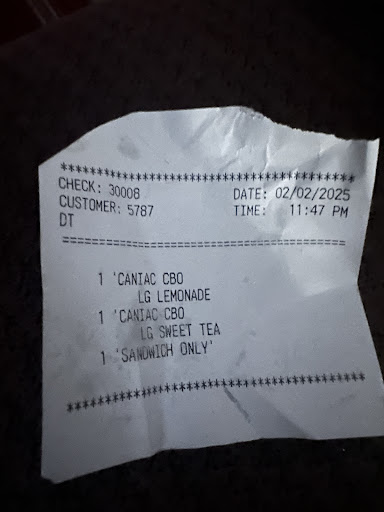 ************************************
CHECK: 30008 DATE: 02/02/2025
CUSTOMER: 5787 TIME: 11:47 PM
DT
====================================
1 'CANIAC CBO
LG LEMONADE
1 'CANIAC CBO
LG SWEET TEA
1 'SANDWICH ONLY'
************************************